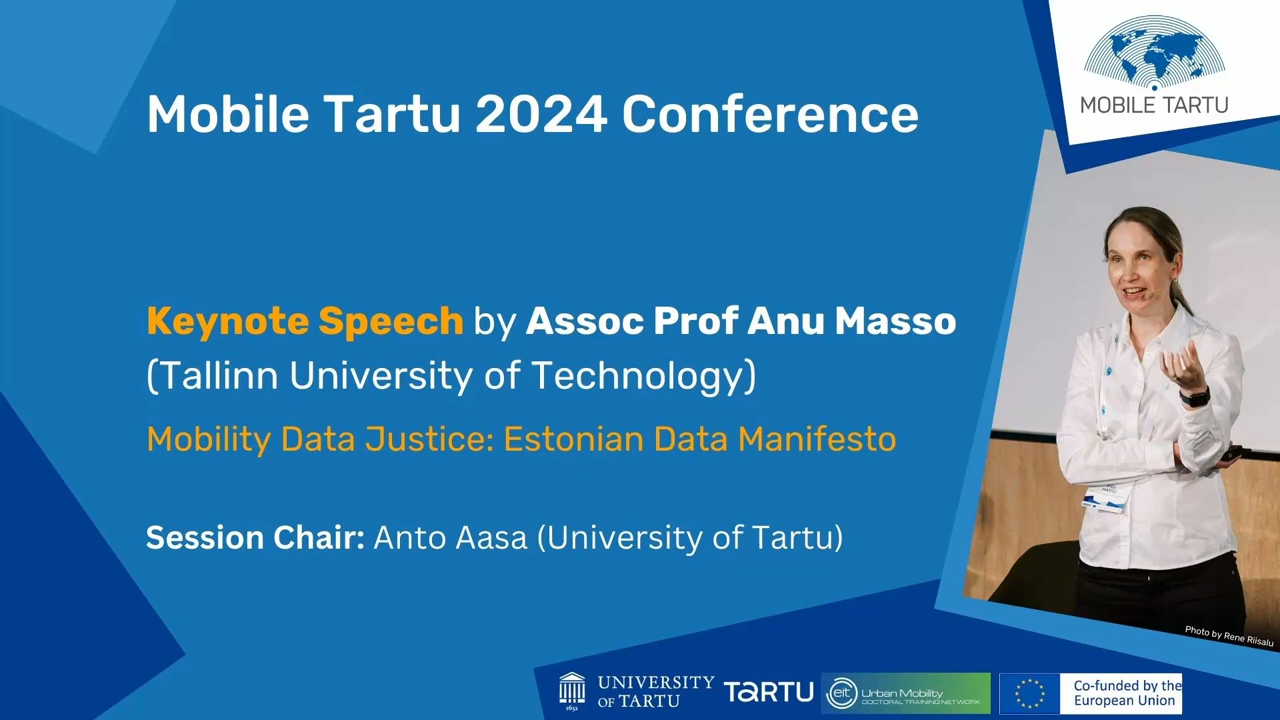 MOBILE TARTU
Mobile Tartu 2024 Conference
Keynote Speech by Assoc Prof Anu Masso
(Tallinn University of Technology)
Mobility Data Justice: Estonian Data Manifesto
Session Chair: Anto Aasa (University of Tartu)
Photo by Rene Riisalu
1632
UNIVERSITY
OF TARTU
TARTU
eit
Urban Mobility
DOCTORAL TRAINING NETWORK
Co-funded by the
European Union